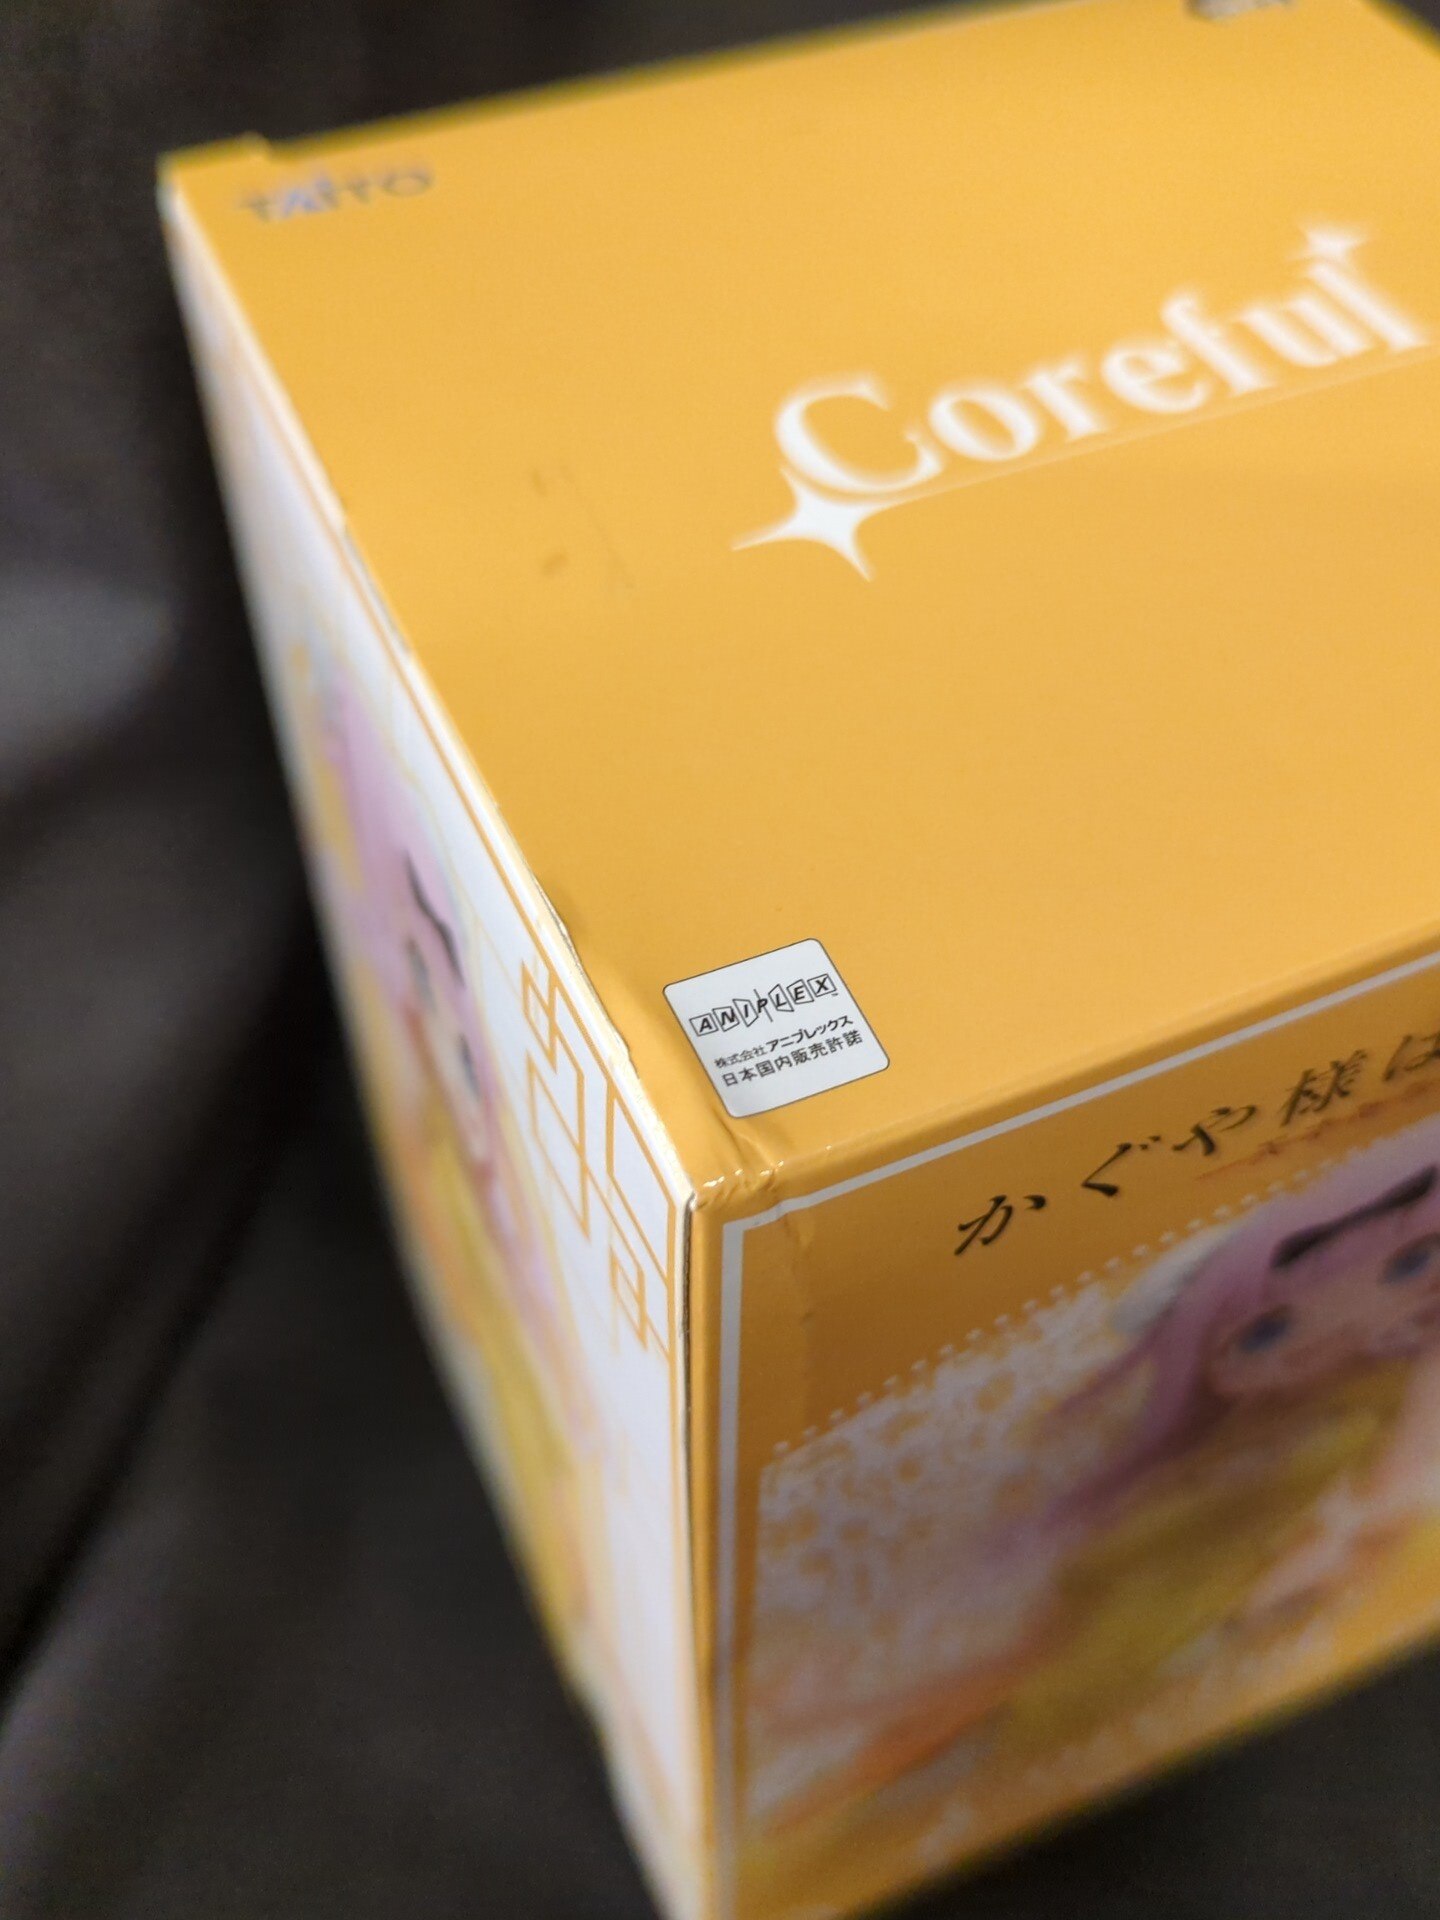 TAITO
Coreful
ANIPLEX™
株式会社アニプレックス
日本国内販売許諾
かぐや様は